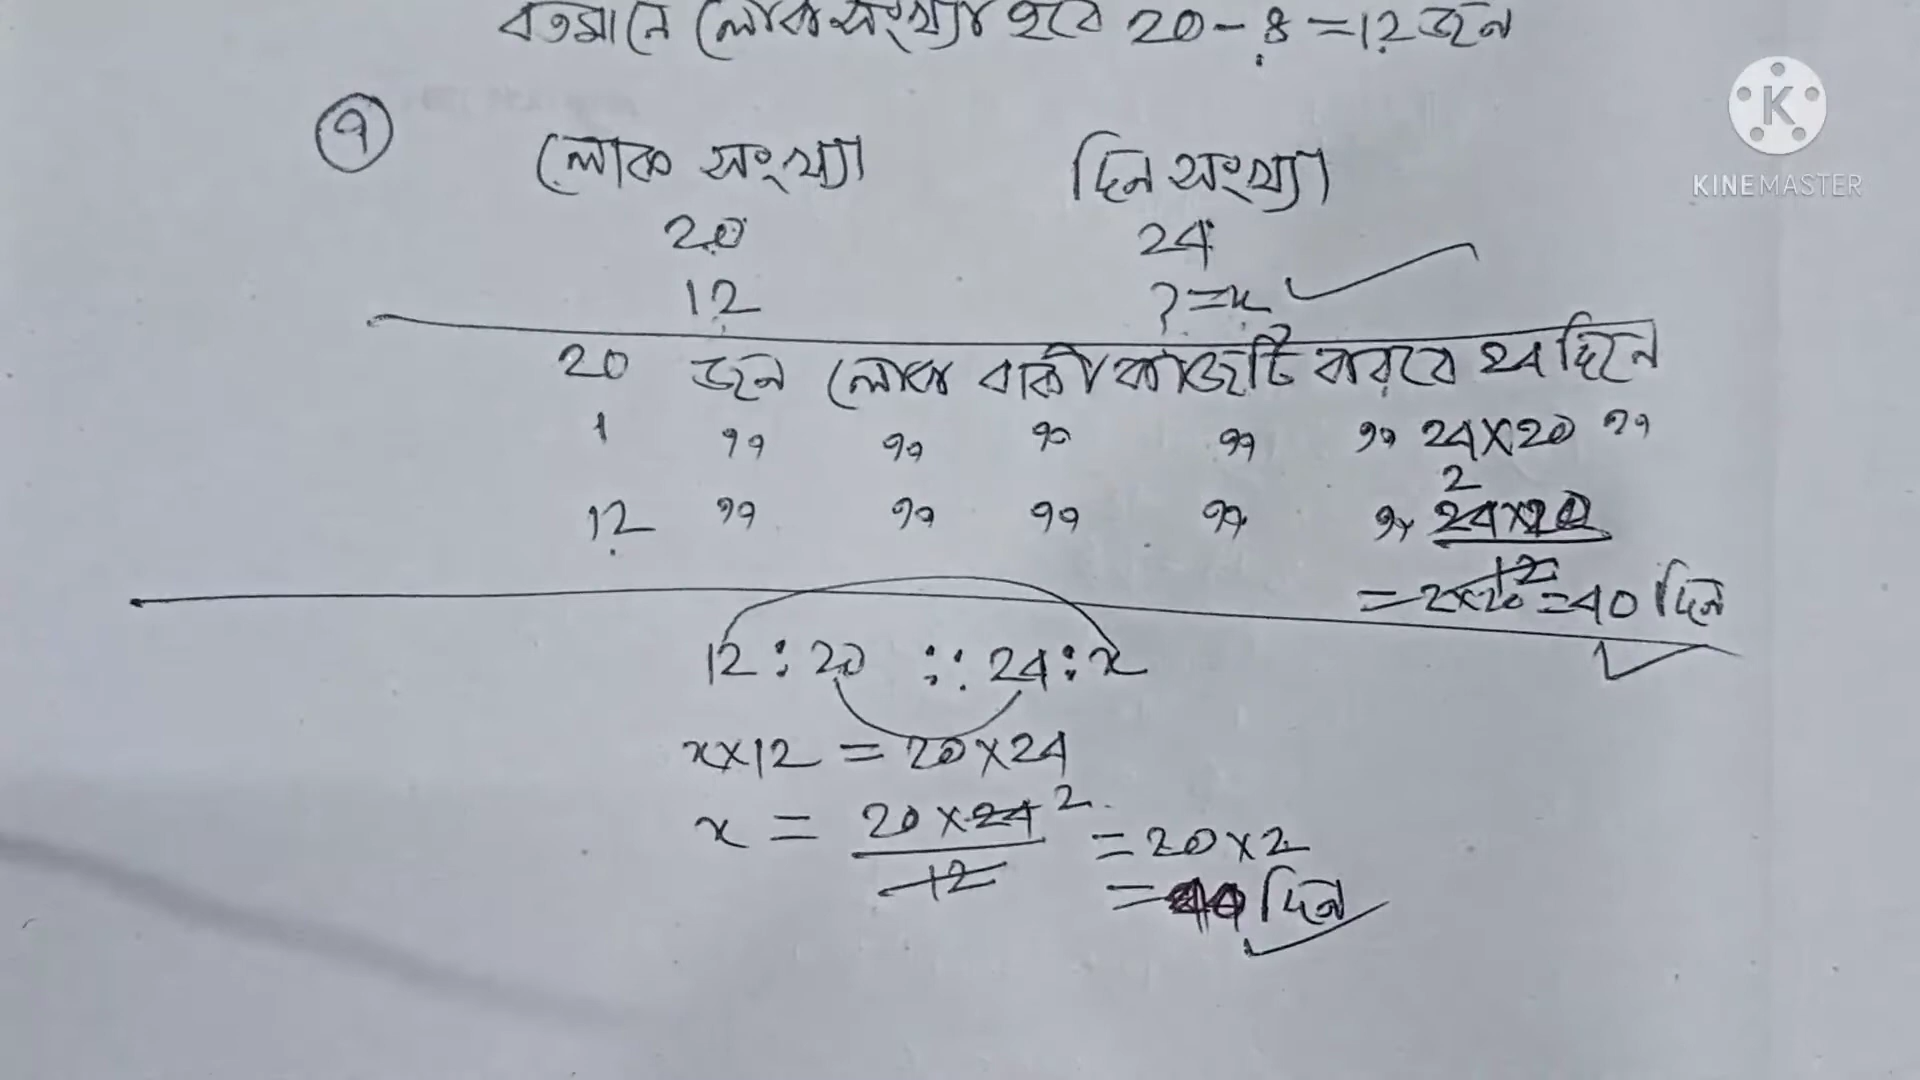 বর্তমানে লোক সংখ্যা হবে 20 - 8 = 12 জন
৭
লোক সংখ্যা দিন সংখ্যা
20 24
12 ? = x
20 জন লোক বাকী কাজটি করবে 24 দিনে
1 ,, ,, ,, ,, ,, 24×20 ,,
2
12 ,, ,, ,, ,, ,, 24×20
12
= 2×20 = 40 দিন
12 : 20 :: 24 : x
x×12 = 20×24
x = 20×24 2 = 20×2
12
= 40 দিন
K
KINEMASTER